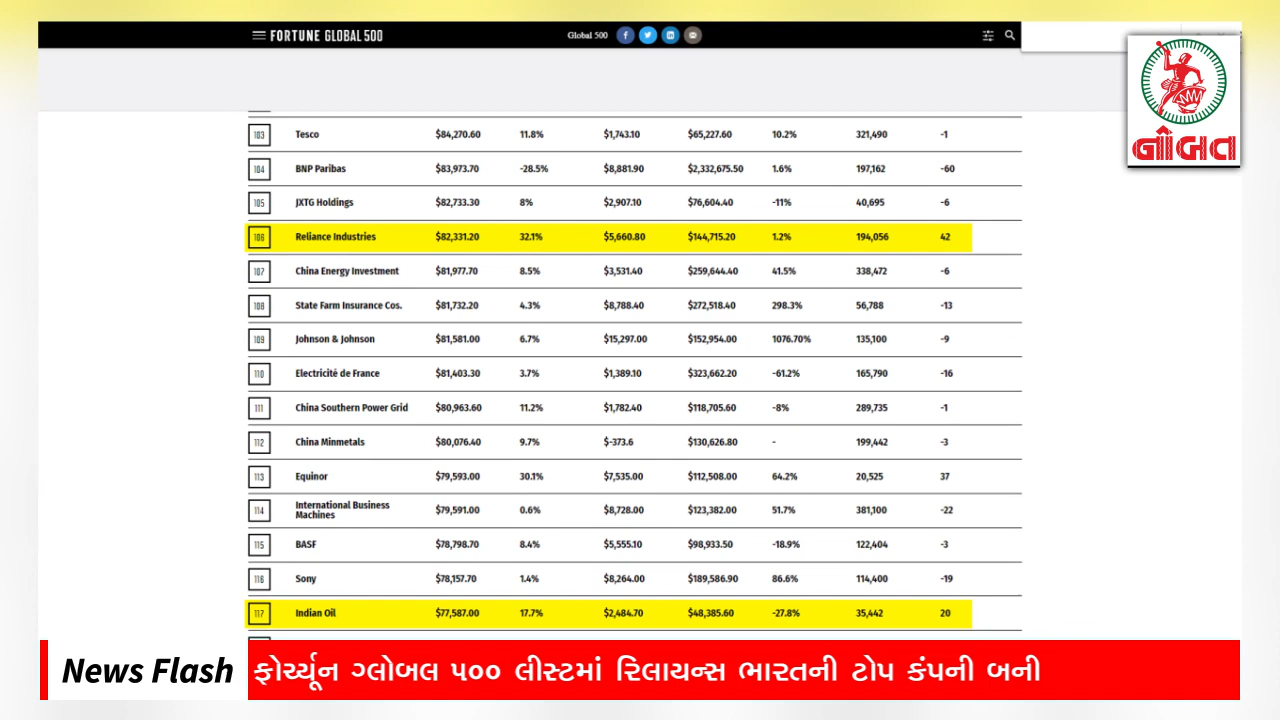 FORTUNE GLOBAL 500 Global 500
નોબત
103 Tesco $84,270.60 11.8% $1,743.10 $65,227.60 10.2% 321,490 -1
104 BNP Paribas $83,973.70 -28.5% $8,881.90 $2,332,675.50 1.6% 197,162 -60
105 JXTG Holdings $82,733.30 8% $2,907.10 $76,604.40 -11% 40,695 -6
106 Reliance Industries $82,331.20 32.1% $5,660.80 $144,715.20 1.2% 194,056 42
107 China Energy Investment $81,977.70 8.5% $3,531.40 $259,644.40 41.5% 338,472 -6
108 State Farm Insurance Cos. $81,732.20 4.3% $8,788.40 $272,518.40 298.3% 56,788 -13
109 Johnson & Johnson $81,581.00 6.7% $15,297.00 $152,954.00 1076.70% 135,100 -9
110 Electricité de France $81,403.30 3.7% $1,389.10 $323,662.20 -61.2% 165,790 -16
111 China Southern Power Grid $80,963.60 11.2% $1,782.40 $118,705.60 -8% 289,735 -1
112 China Minmetals $80,076.40 9.7% $-373.6 $130,626.80 - 199,442 -3
113 Equinor $79,593.00 30.1% $7,535.00 $112,508.00 64.2% 20,525 37
114 International Business Machines $79,591.00 0.6% $8,728.00 $123,382.00 51.7% 381,100 -22
115 BASF $78,798.70 8.4% $5,555.10 $98,933.50 -18.9% 122,404 -3
116 Sony $78,157.70 1.4% $8,264.00 $189,586.90 86.6% 114,400 -19
117 Indian Oil $77,587.00 17.7% $2,484.70 $48,385.60 -27.8% 35,442 20
News Flash ફોર્ચ્યૂન ગ્લોબલ ૫૦૦ લીસ્ટમાં રિલાયન્સ ભારતની ટોપ કંપની બની